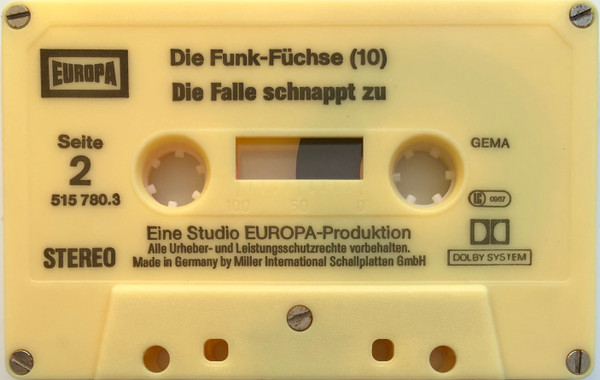 EUROPA
Die Funk-Füchse (10)
Die Falle schnappt zu
Seite
2
515 780.3
STEREO
GEMA
LC 0967
DOLBY SYSTEM
100 50 0
Eine Studio EUROPA-Produktion
Alle Urheber- und Leistungsschutzrechte vorbehalten.
Made in Germany by Miller International Schallplatten GmbH